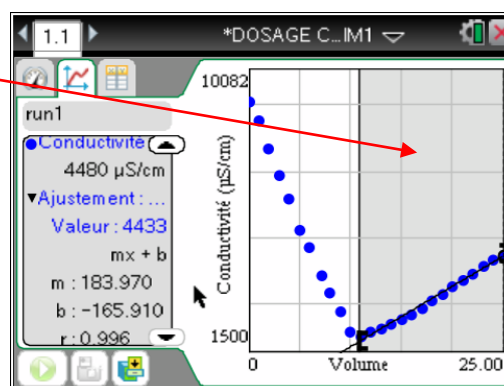 1.1
*DOSAGE C...IM1
run1
Conductivité
4480 µS/cm
▾Ajustement : ...
Valeur : 4433
mx + b
m : 183.970
b : -165.910
r : 0.996
10082
Conductivité (µS/cm)
1500
0
Volume
25.00